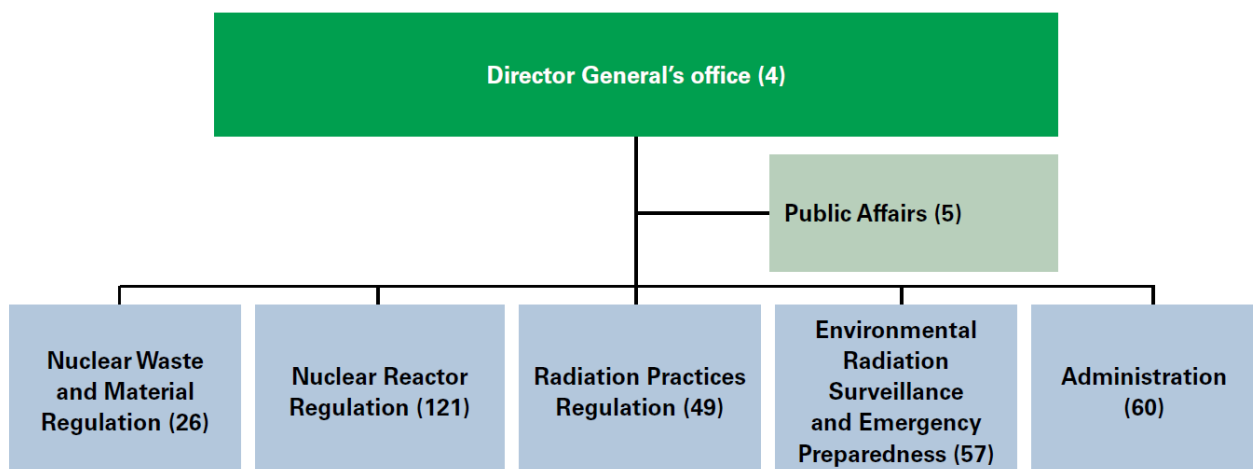 Director General's office (4)
Public Affairs (5)
Nuclear Waste
and Material
Regulation (26)
Nuclear Reactor
Regulation (121)
Radiation Practices
Regulation (49)
Environmental
Radiation
Surveillance
and Emergency
Preparedness (57)
Administration
(60)